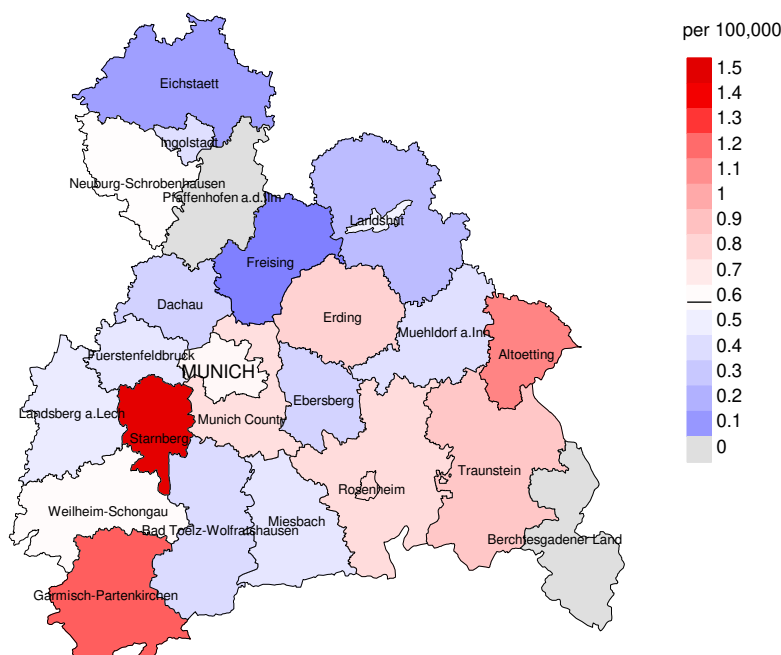 per 100,000
1.5
1.4
1.3
1.2
1.1
1
0.9
0.8
0.7
0.6
0.5
0.4
0.3
0.2
0.1
0
Eichstaett
Ingolstadt
Neuburg-Schrobenhausen
Pfaffenhofen a.d.Ilm
Landshut
Freising
Dachau
Erding
Muehldorf a.Inn
Fuerstenfeldbruck
Altoetting
MUNICH
Ebersberg
Landsberg a.Lech
Munich County
Starnberg
Traunstein
Rosenheim
Weilheim-Schongau
Miesbach
Bad Toelz-Wolfratshausen
Berchtesgadener Land
Garmisch-Partenkirchen